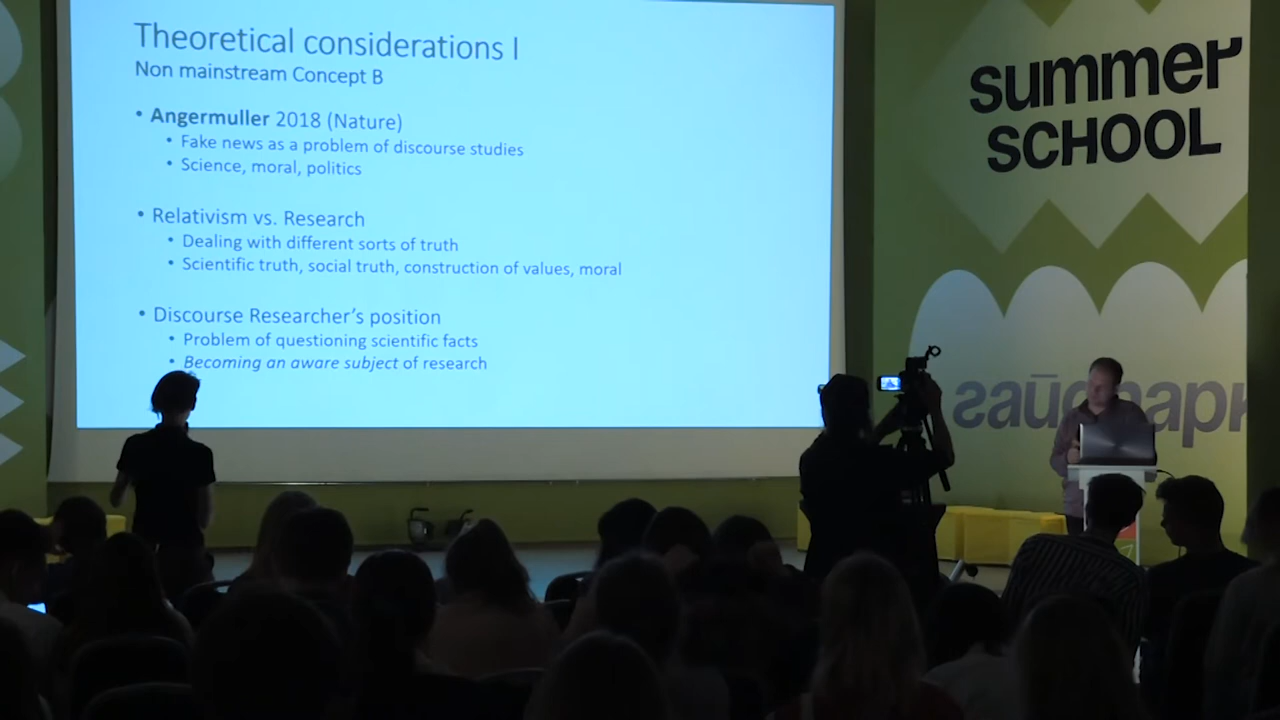 Theoretical considerations I
Non mainstream Concept B
• Angermuller 2018 (Nature)
• Fake news as a problem of discourse studies
• Science, moral, politics
• Relativism vs. Research
• Dealing with different sorts of truth
• Scientific truth, social truth, construction of values, moral
• Discourse Researcher's position
• Problem of questioning scientific facts
• Becoming an aware subject of research
summer
SCHOOL